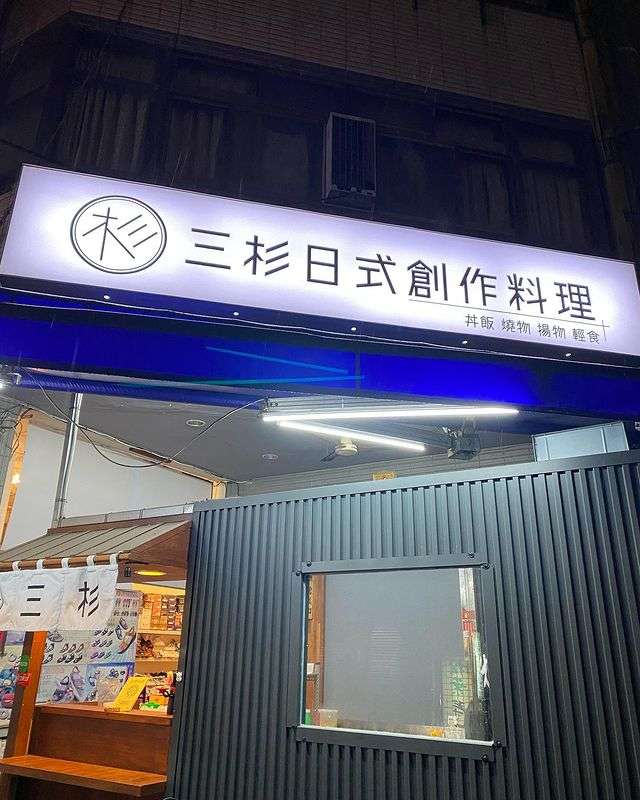 杉
三杉日式創作料理
丼飯 燒物 揚物 輕食
三 杉